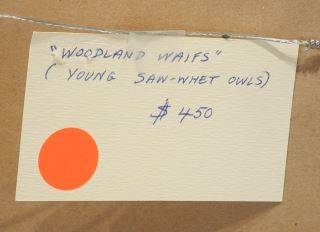 "WOODLAND WAIFS"
(YOUNG SAW-WHET OWLS)
$ 450